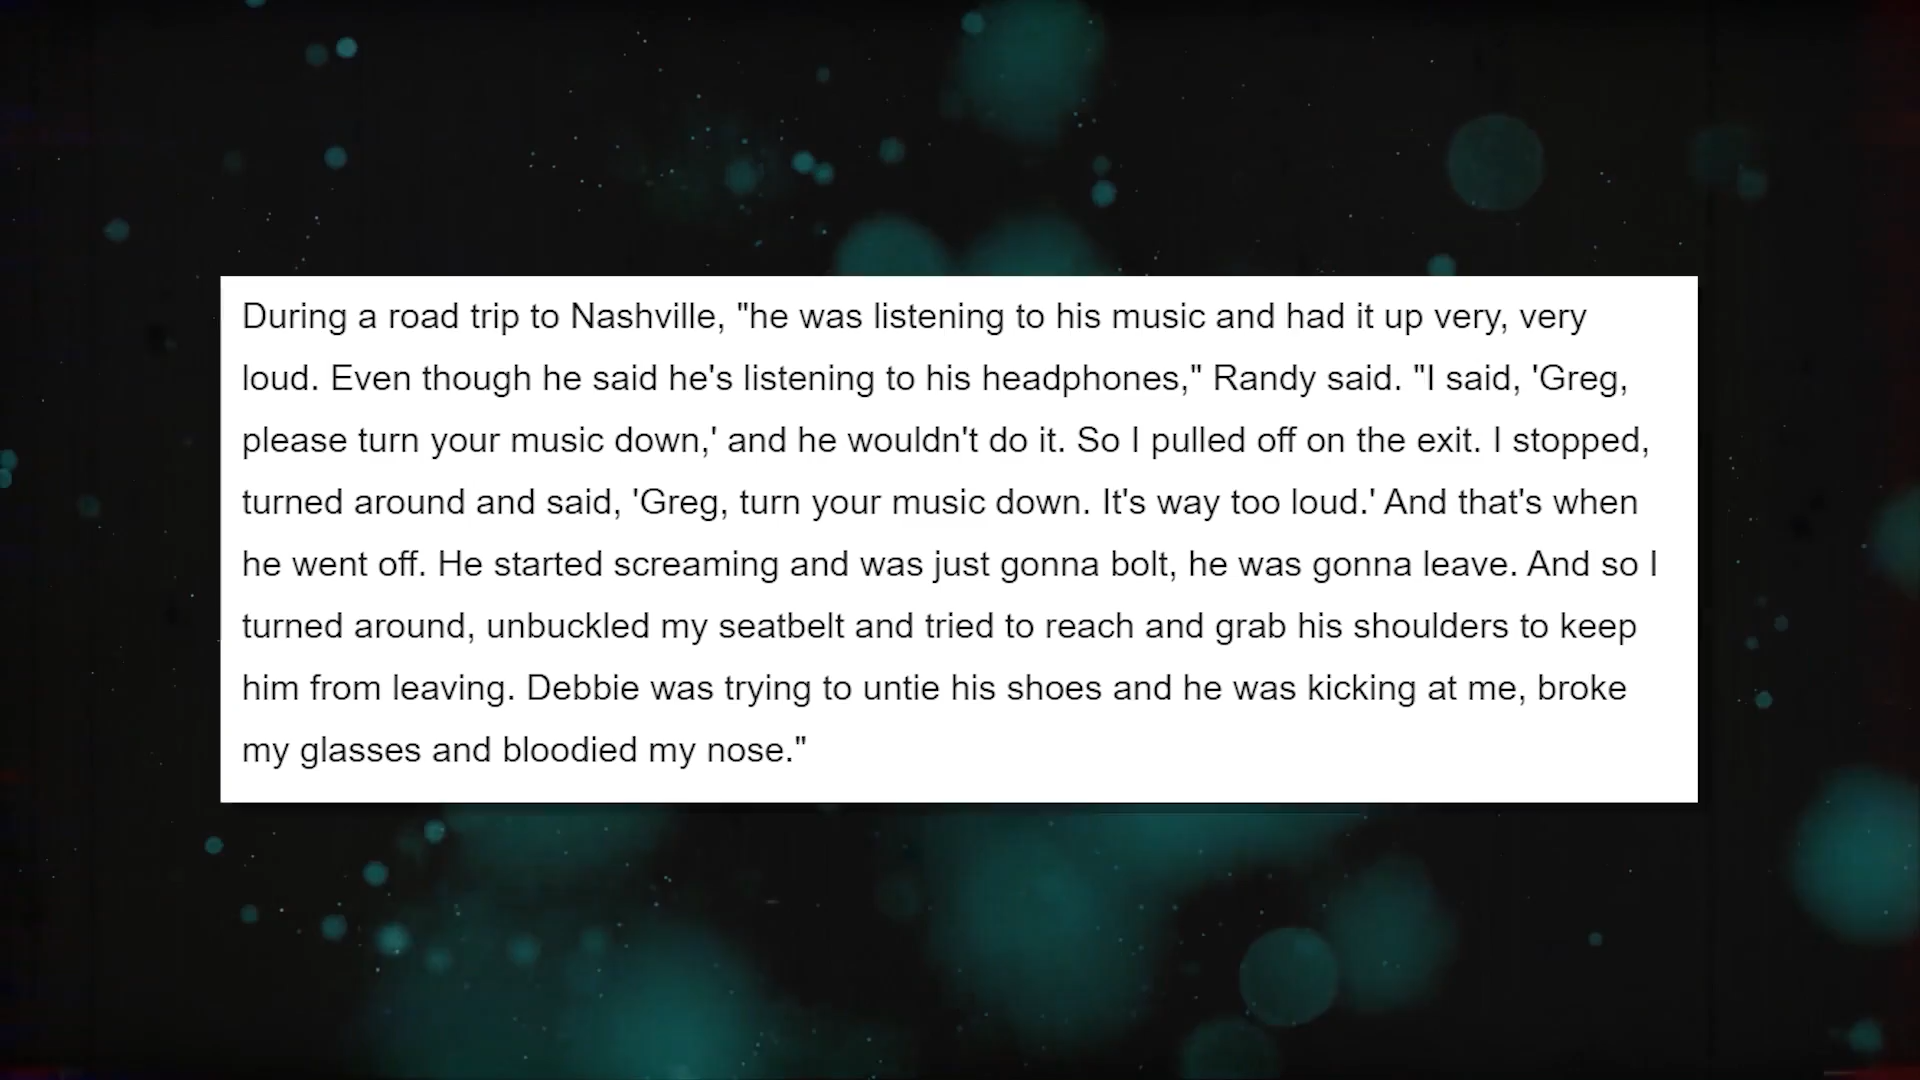 During a road trip to Nashville, "he was listening to his music and had it up very, very
loud. Even though he said he's listening to his headphones," Randy said. "I said, 'Greg,
please turn your music down,' and he wouldn't do it. So I pulled off on the exit. I stopped,
turned around and said, 'Greg, turn your music down. It's way too loud.' And that's when
he went off. He started screaming and was just gonna bolt, he was gonna leave. And so I
turned around, unbuckled my seatbelt and tried to reach and grab his shoulders to keep
him from leaving. Debbie was trying to untie his shoes and he was kicking at me, broke
my glasses and bloodied my nose."